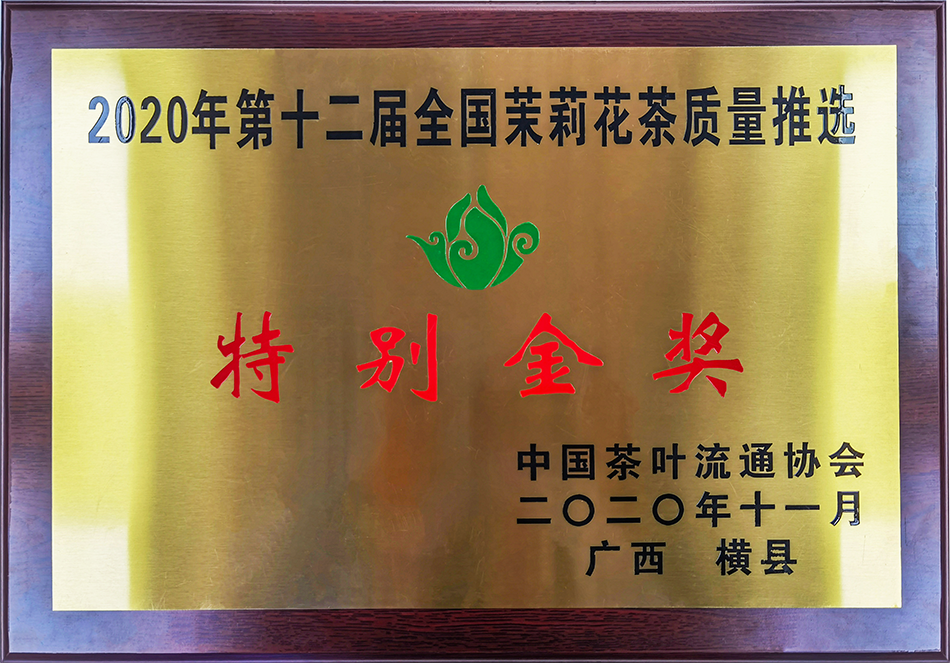 2020年第十二届全国茉莉花茶质量推选
特别金奖
中国茶叶流通协会
二〇二〇年十一月
广西 横县